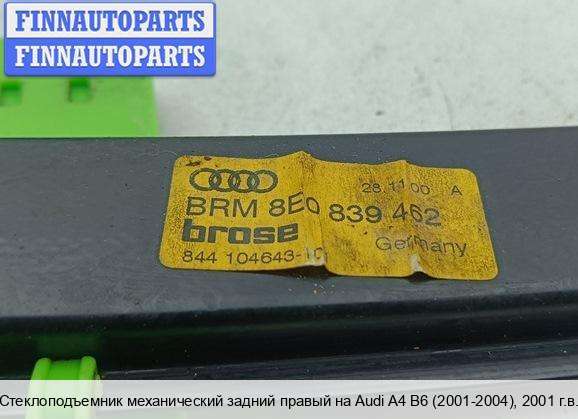 FINNAUTOPARTS
FINNAUTOPARTS
28.11.00 A
BRM 8E0 839 462
brose
Germany
844 104643-10
Стеклоподъемник механический задний правый на Audi A4 B6 (2001-2004), 2001 г.в.